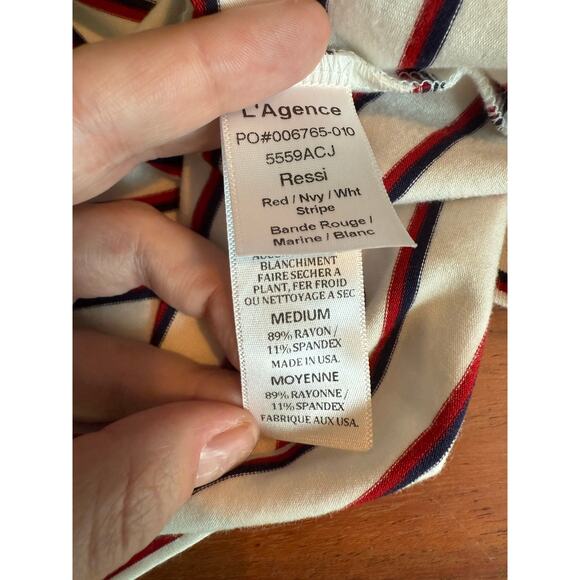 L'Agence
PO#006765-010
5559ACJ
Ressi
Red / Nvy / Wht
Stripe
Bande Rouge /
Marine / Blanc
BLANCHIMENT
FAIRE SECHER A
PLANT, FER FROID
OU NETTOYAGE A SEC
MEDIUM
89% RAYON /
11% SPANDEX
MADE IN USA.
MOYENNE
89% RAYONNE /
11% SPANDEX
FABRIQUE AUX USA.